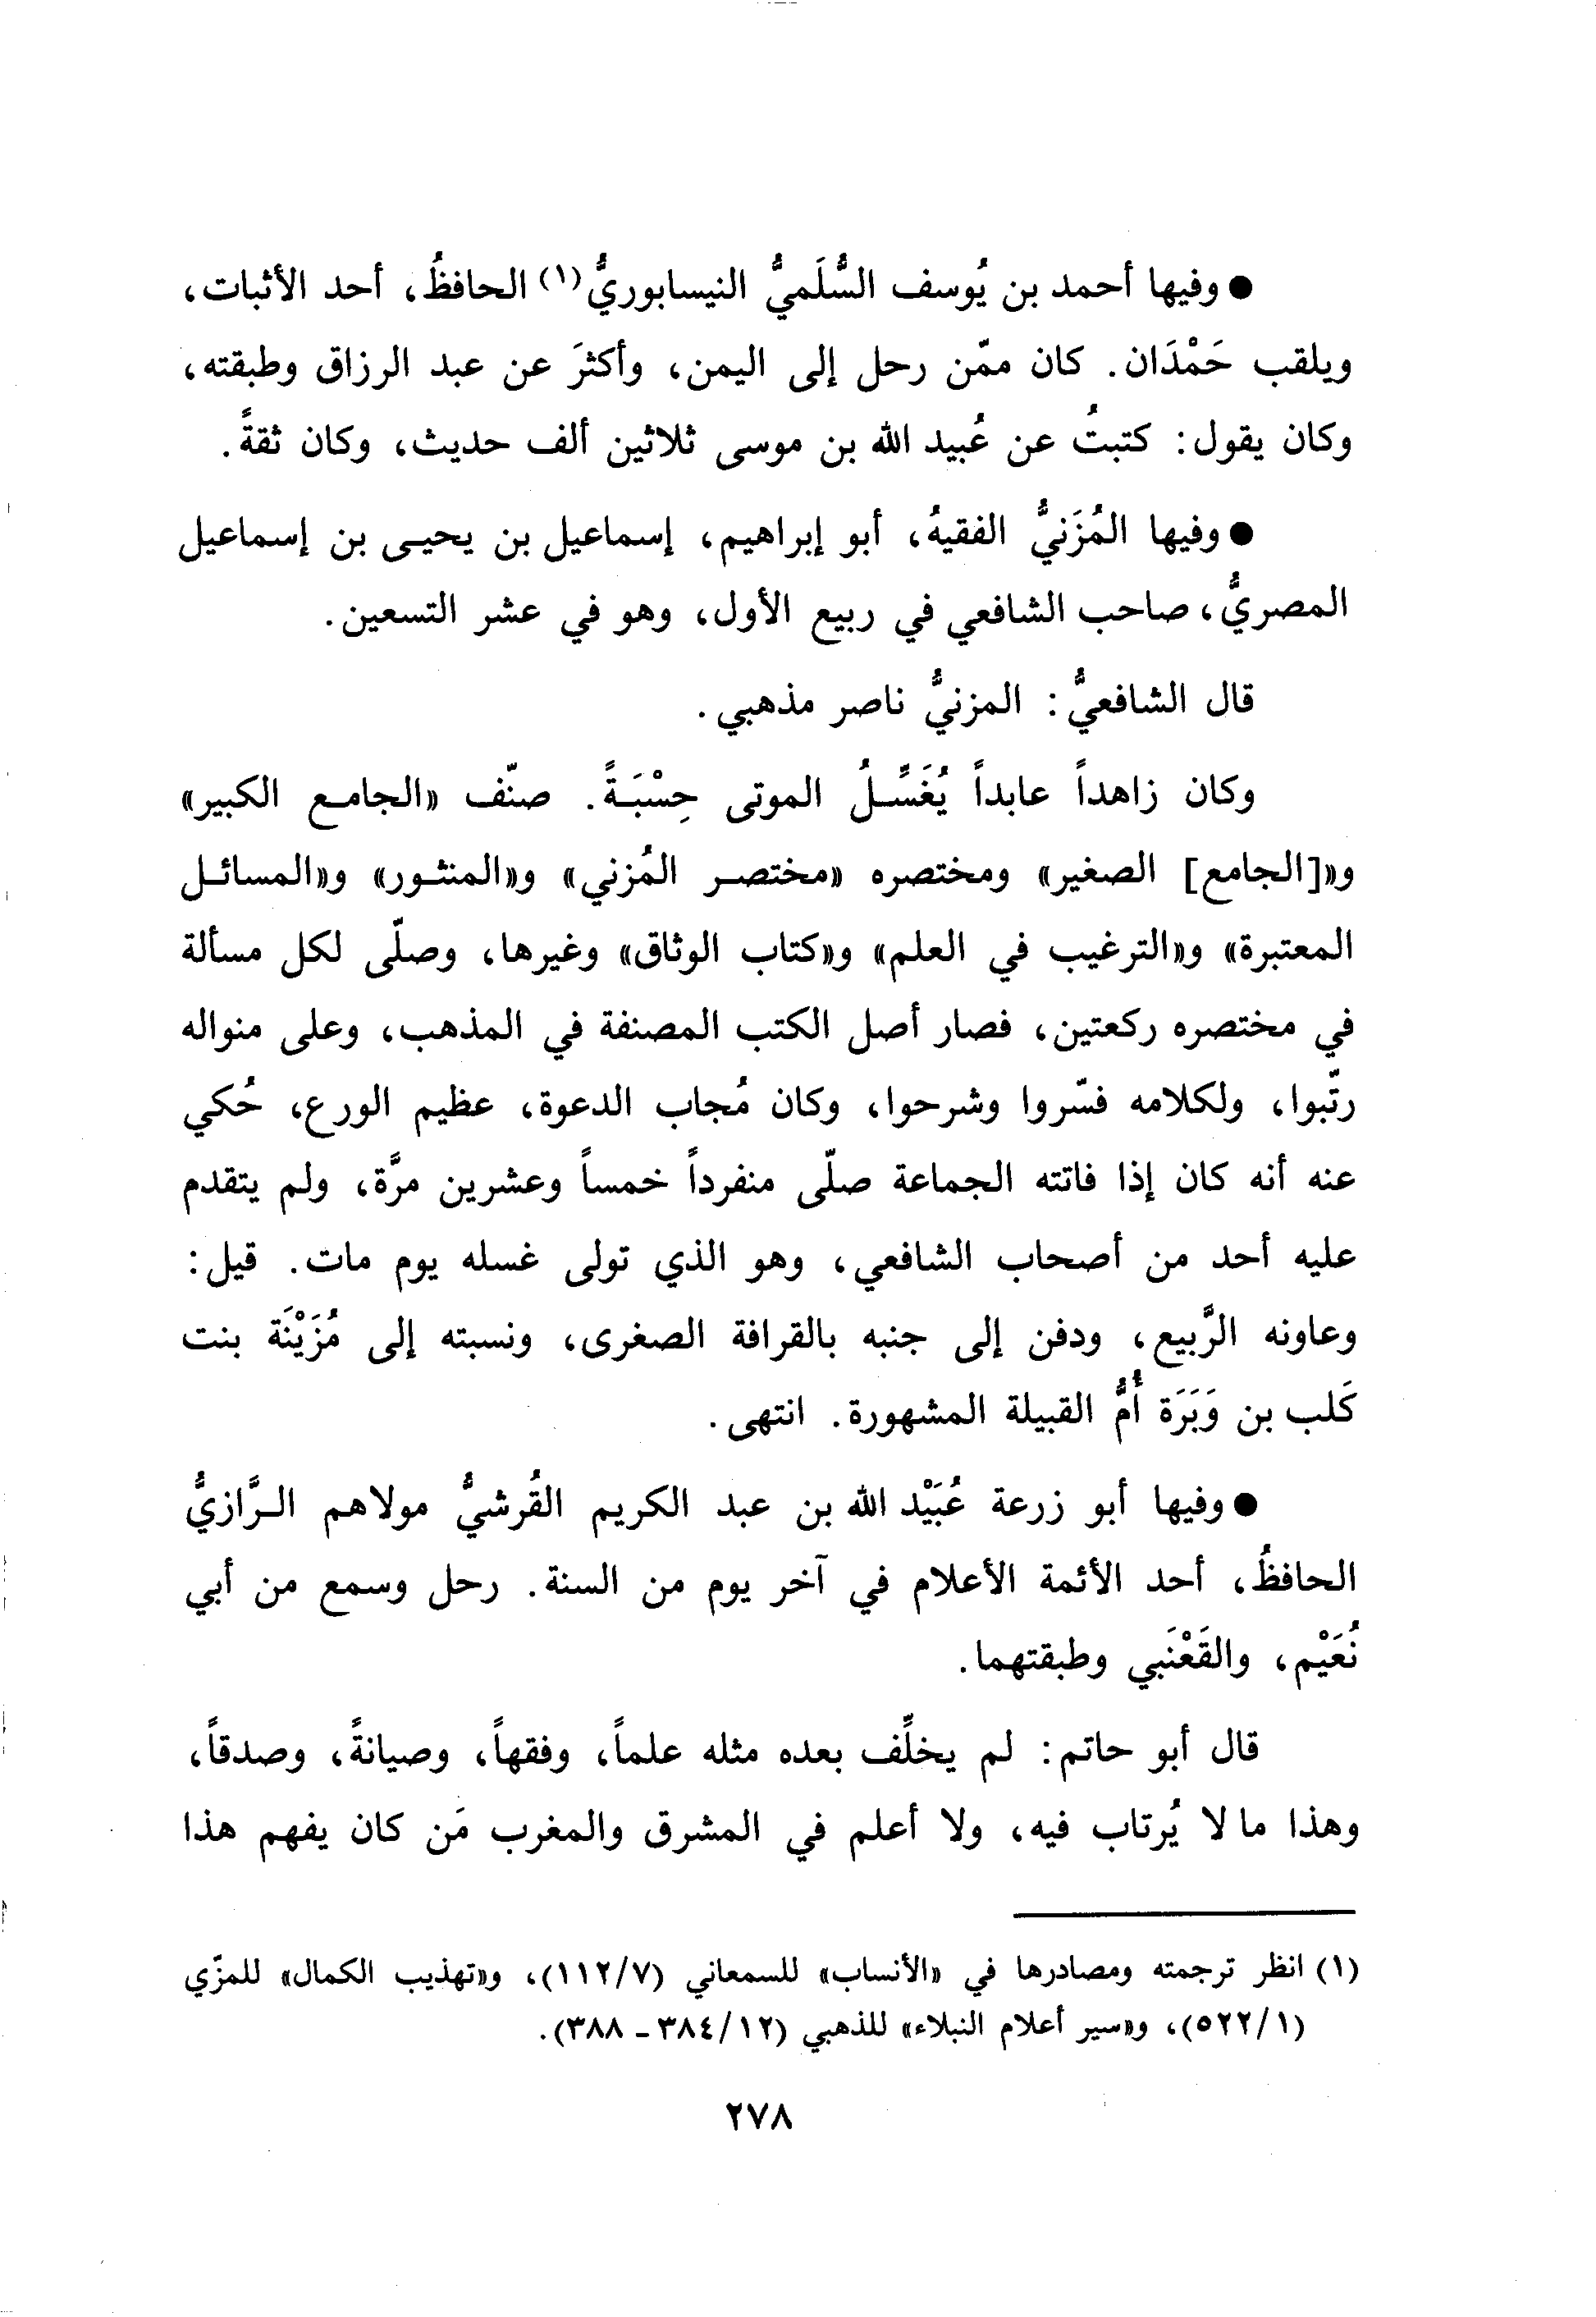 ● وفيها أحمد بن يُوسف السُّلَميُّ النيسابوريُّ(١) الحافظُ، أحد الأثبات،
ويلقب حَمْدَان. كان ممّن رحل إلى اليمن، وأكثرَ عن عبد الرزاق وطبقته،
وكان يقول: كتبتُ عن عُبيد الله بن موسى ثلاثين ألف حديث، وكان ثقةً.
● وفيها المُزَنيُّ الفقيهُ، أبو إبراهيم، إسماعيل بن يحيـى بن إسماعيل
المصريُّ، صاحب الشافعي في ربيع الأول، وهو في عشر التسعين.
قال الشافعيُّ: المزنيُّ ناصر مذهبي.
وكان زاهداً عابداً يُغَسِّـلُ الموتى حِسْبَـةً. صنّف «الجامـع الكبير»
و«[الجامع] الصغير» ومختصره «مختصـر المُزني» و«المنثـور» و«المسائـل
المعتبرة» و«الترغيب في العلم» و«كتاب الوثاق» وغيرها، وصلّى لكل مسألة
في مختصره ركعتين، فصار أصل الكتب المصنفة في المذهب، وعلى منواله
رتّبوا، ولكلامه فسّروا وشرحوا، وكان مُجاب الدعوة، عظيم الورع، حُكي
عنه أنه كان إذا فاتته الجماعة صلّى منفرداً خمساً وعشرين مرَّة، ولم يتقدم
عليه أحد من أصحاب الشافعي، وهو الذي تولى غسله يوم مات. قيل:
وعاونه الرَّبيع، ودفن إلى جنبه بالقرافة الصغرى، ونسبته إلى مُزَيْنَة بنت
كَلب بن وَبَرَة أُمُّ القبيلة المشهورة. انتهى.
● وفيها أبو زرعة عُبَيْد الله بن عبد الكريم القُرشيُّ مولاهم الـرَّازيُّ
الحافظُ، أحد الأئمة الأعلام في آخر يوم من السنة. رحل وسمع من أبي
نُعَيْم، والقَعْنَبي وطبقتهما.
قال أبو حاتم: لم يخلِّف بعده مثله علماً، وفقهاً، وصيانةً، وصدقاً،
وهذا ما لا يُرتاب فيه، ولا أعلم في المشرق والمغرب مَن كان يفهم هذا
(١) انظر ترجمته ومصادرها في «الأنساب» للسمعاني (١١٢/٧)، و«تهذيب الكمال» للمزّي
(٥٢٢/١)، و«سير أعلام النبلاء» للذهبي (٣٨٤/١٢ - ٣٨٨).
٢٧٨